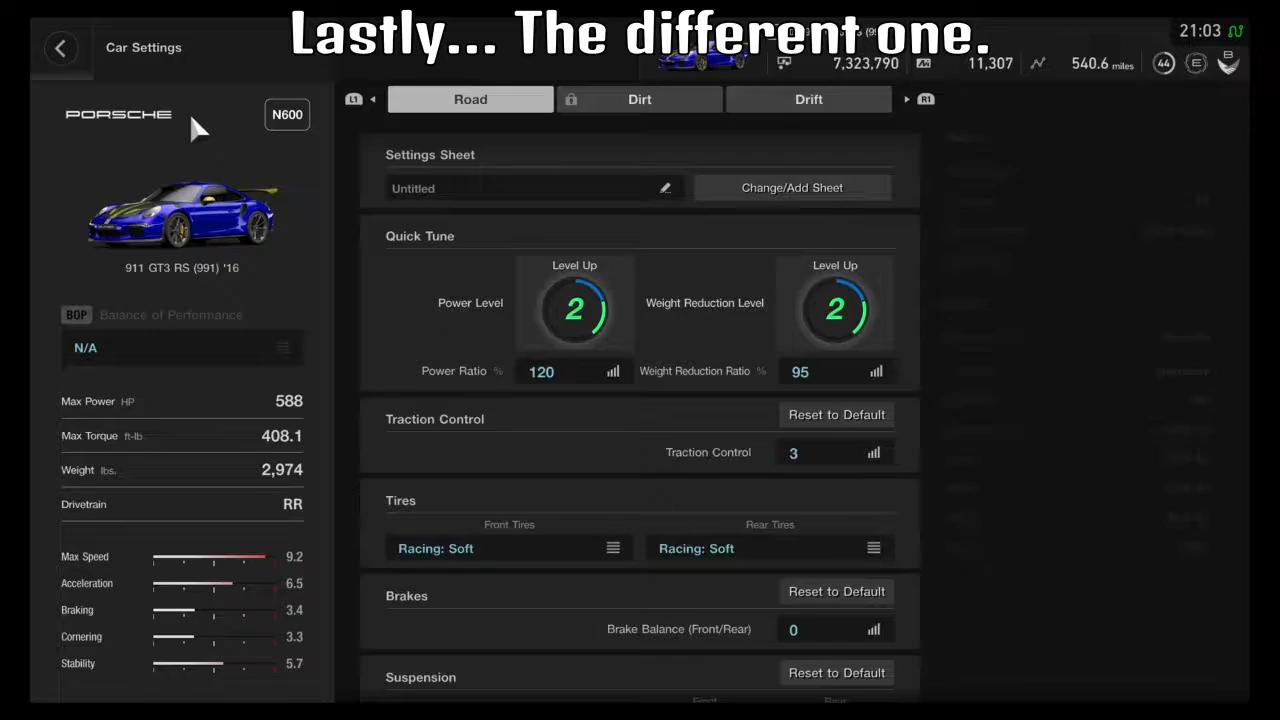 Lastly... The different one.
Car Settings
21:03
7,323,790
11,307
540.6 miles
44
E
B
PORSCHE
N600
L1
Road
Dirt
Drift
R1
Settings Sheet
Untitled
Change/Add Sheet
Quick Tune
911 GT3 RS (991) '16
Level Up
Level Up
Power Level
2
Weight Reduction Level
2
BOP Balance of Performance
N/A
Power Ratio %
120
Weight Reduction Ratio %
95
Max Power HP
588
Max Torque ft-lb
408.1
Weight lbs.
2,974
Drivetrain
RR
Traction Control
Reset to Default
Traction Control
3
Tires
Front Tires
Rear Tires
Racing: Soft
Racing: Soft
Max Speed
9.2
Acceleration
6.5
Braking
3.4
Cornering
3.3
Stability
5.7
Brakes
Reset to Default
Brake Balance (Front/Rear)
0
Suspension
Reset to Default
Front
Rear